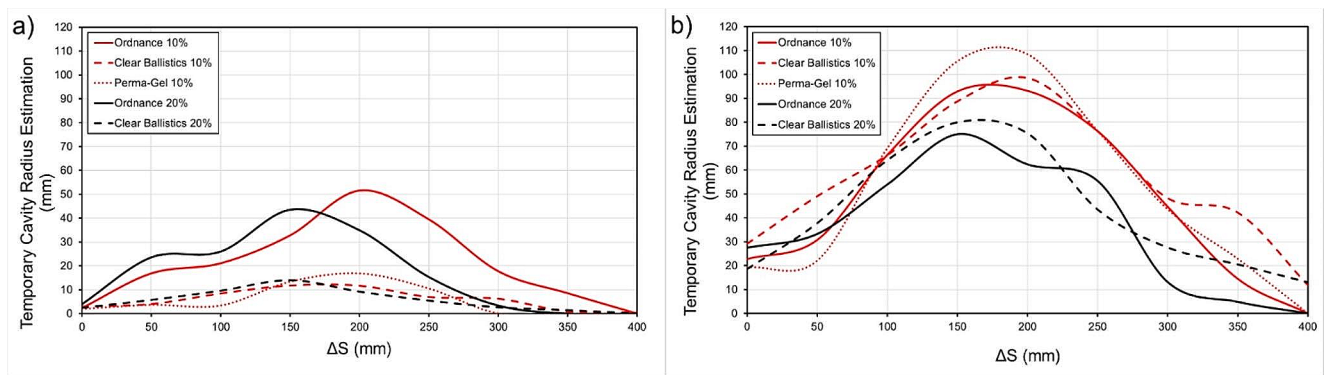 a)
Temporary Cavity Radius Estimation
(mm)
120
110
100
90
80
70
60
50
40
30
20
10
0
Ordnance 10%
Clear Ballistics 10%
Perma-Gel 10%
Ordnance 20%
Clear Ballistics 20%
0 50 100 150 200 250 300 350 400
ΔS (mm)
b)
Temporary Cavity Radius Estimation
(mm)
120
110
100
90
80
70
60
50
40
30
20
10
0
Ordnance 10%
Clear Ballistics 10%
Perma-Gel 10%
Ordnance 20%
Clear Ballistics 20%
0 50 100 150 200 250 300 350 400
ΔS (mm)